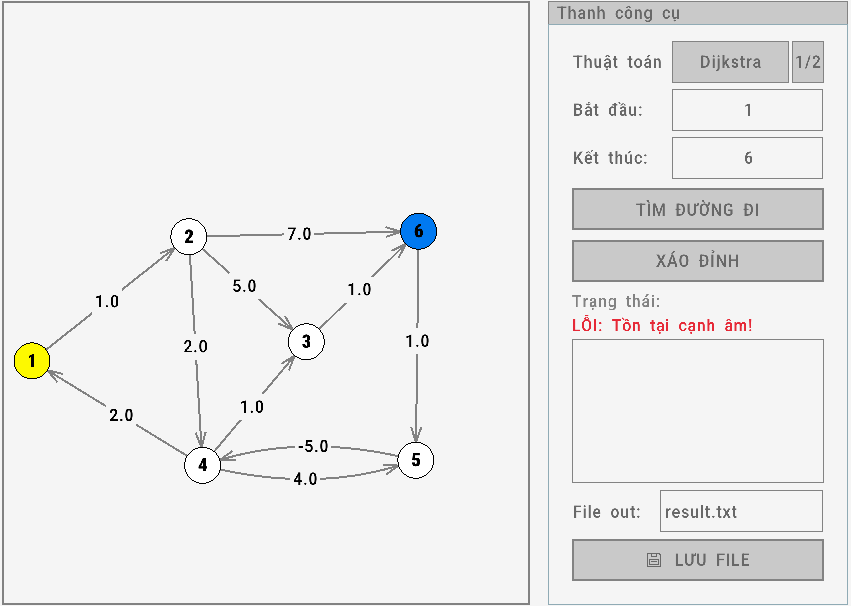 Thanh công cụ
Thuật toán Dijkstra 1/2
Bắt đầu: 1
Kết thúc: 6
TÌM ĐƯỜNG ĐI
XÁO ĐỈNH
Trạng thái:
LỖI: Tồn tại cạnh âm!
File out: result.txt
LƯU FILE
2 7.0 6
5.0
1.0 1.0
2.0 3 1.0
1
2.0 1.0
-5.0
4 5
4.0